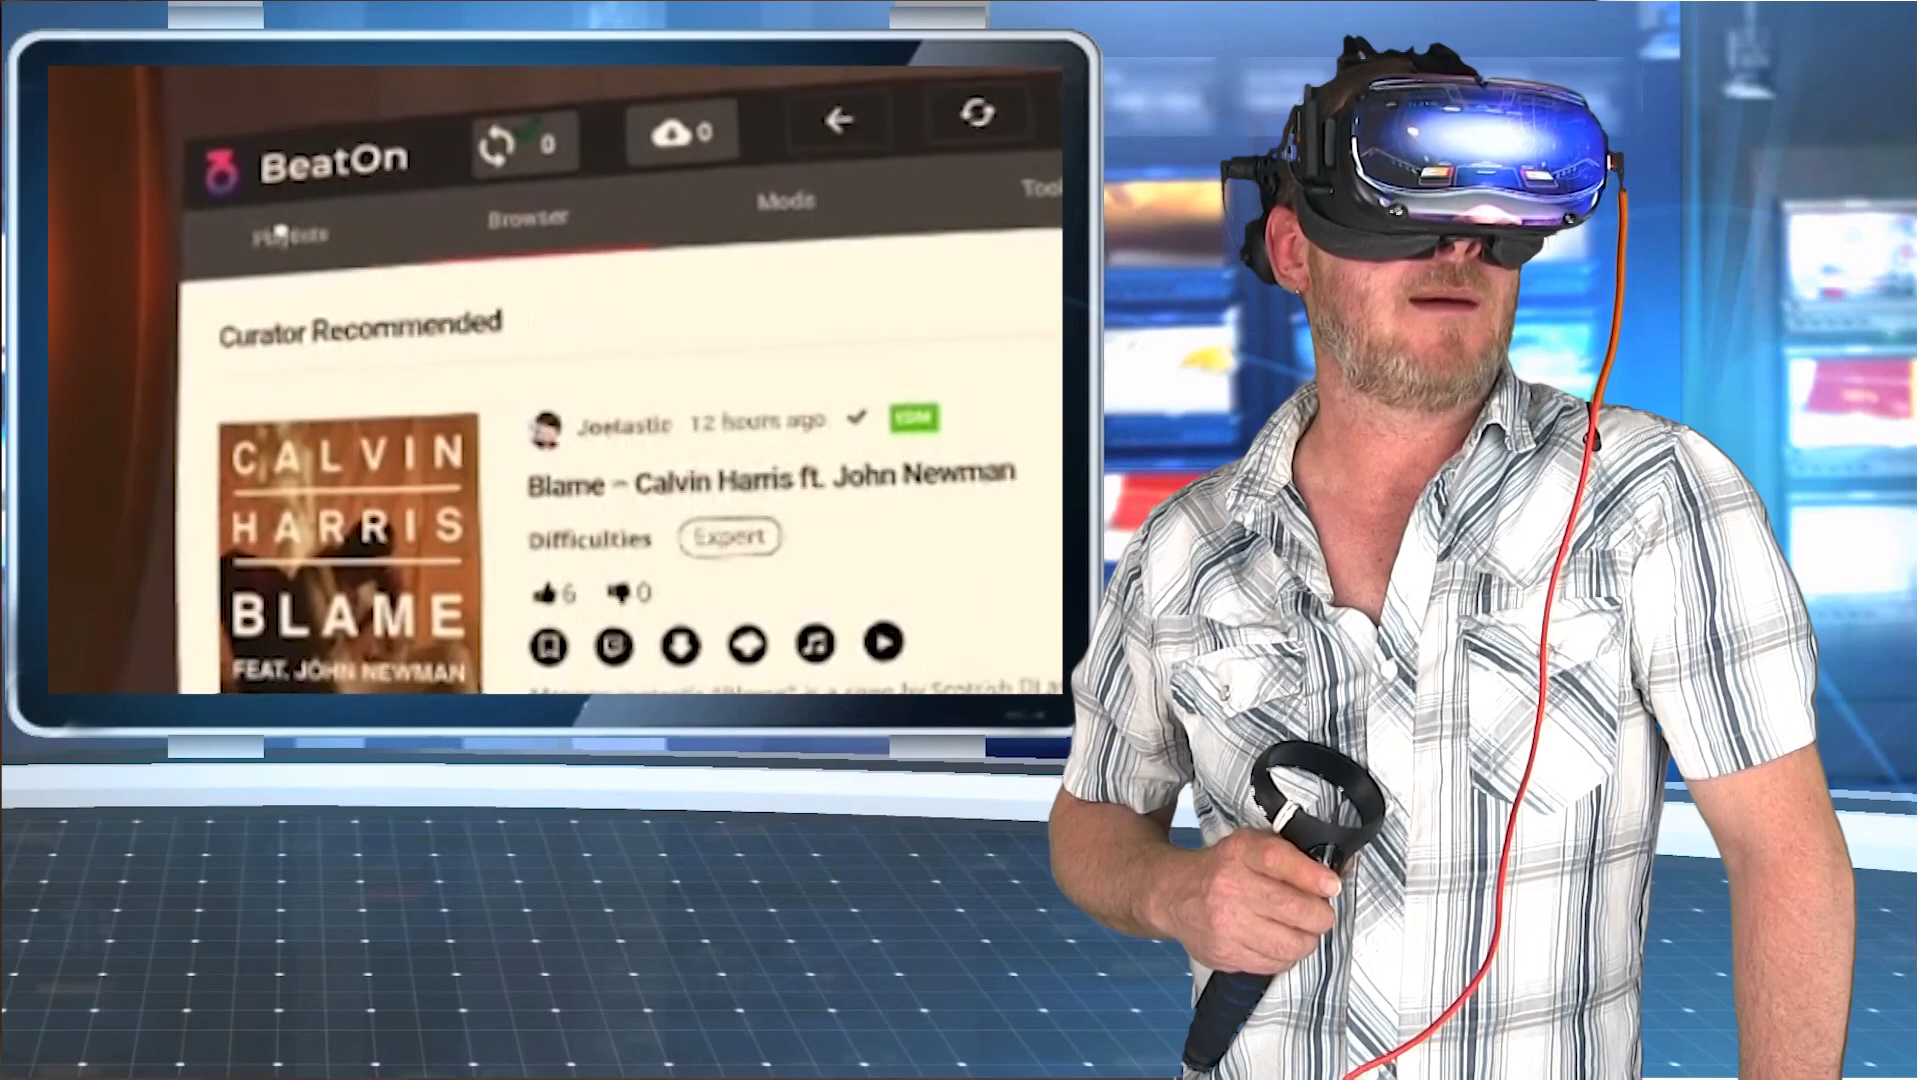 BeatOn
0
0
Playlists
Browser
Mods
Curator Recommended
CALVIN
HARRIS
BLAME
FEAT. JOHN NEWMAN
Joetastic 12 hours ago
EDM
Blame – Calvin Harris ft. John Newman
Difficulties Expert
6 0